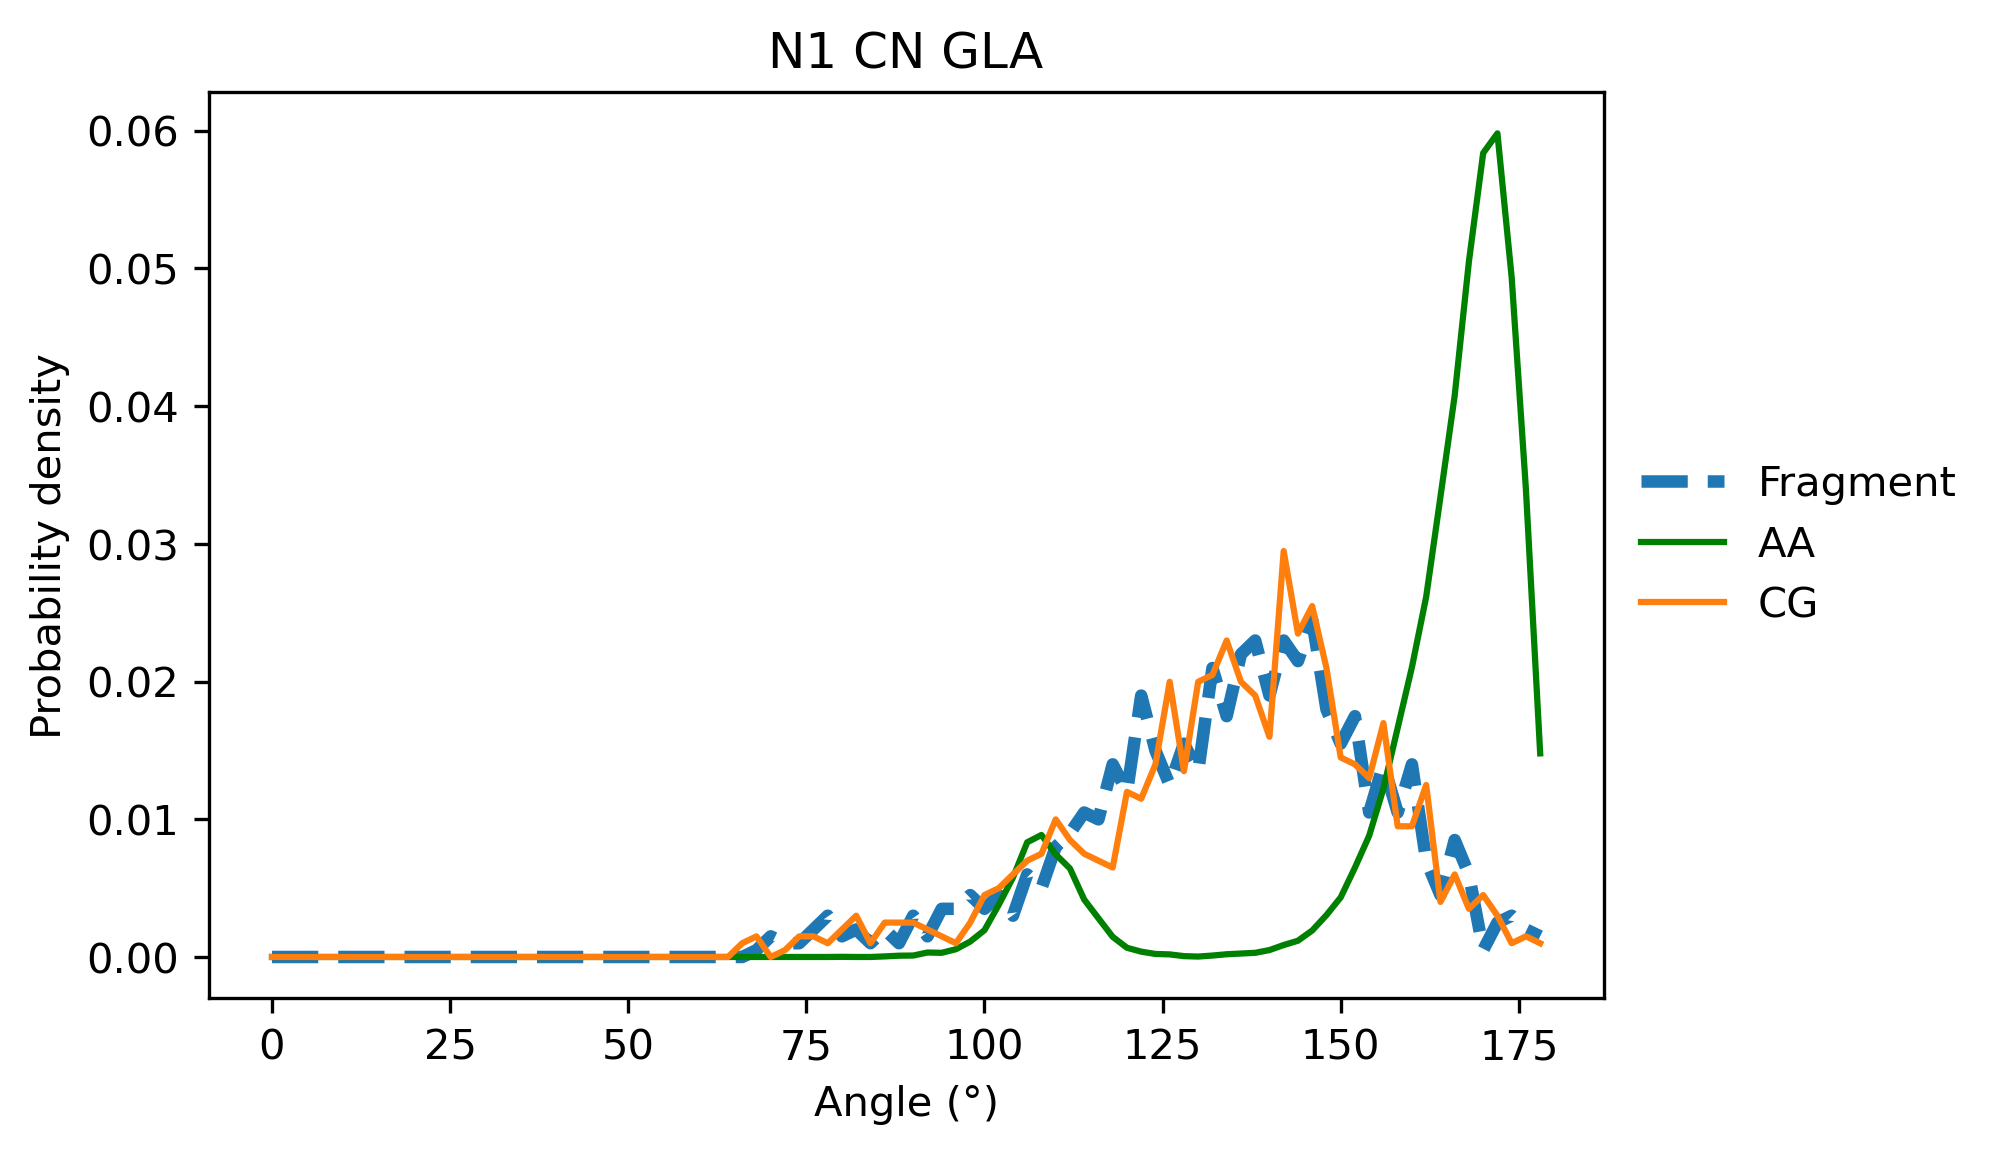 N1 CN GLA
Probability density
0.06
0.05
0.04
0.03
0.02
0.01
0.00
0 25 50 75 100 125 150 175
Angle (°)
Fragment
AA
CG